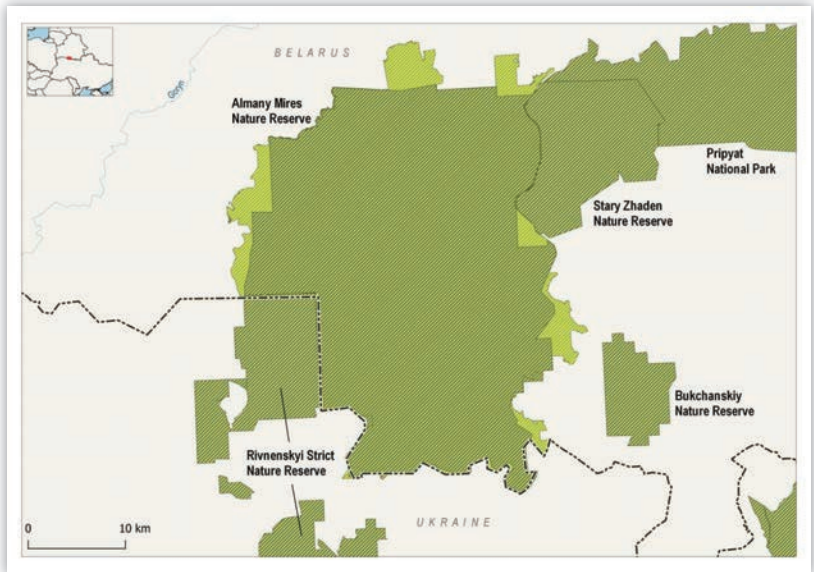 BELARUS
Goryn
Almany Mires
Nature Reserve
Pripyat
National Park
Stary Zhaden
Nature Reserve
Bukchanskiy
Nature Reserve
Rivnenskyi Strict
Nature Reserve
UKRAINE
0 10 km